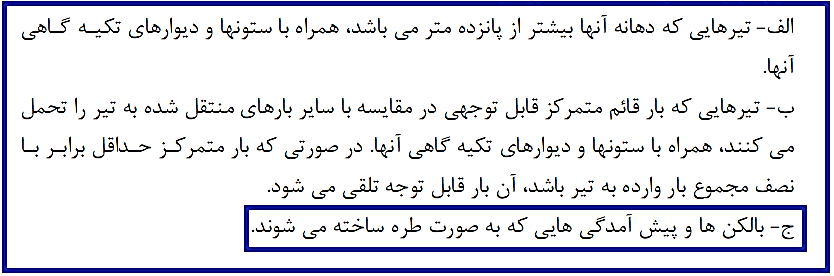 الف- تیرهایی که دهانه آنها بیشتر از پانزده متر می باشد، همراه با ستونها و دیوارهای تکیه گاهی
آنها.
ب- تیرهایی که بار قائم متمرکز قابل توجهی در مقایسه با سایر بارهای منتقل شده به تیر را تحمل
می کنند، همراه با ستونها و دیوارهای تکیه گاهی آنها. در صورتی که بار متمرکز حداقل برابر با
نصف مجموع بار وارده به تیر باشد، آن بار قابل توجه تلقی می شود.
ج- بالکن ها و پیش آمدگی هایی که به صورت طره ساخته می شوند.